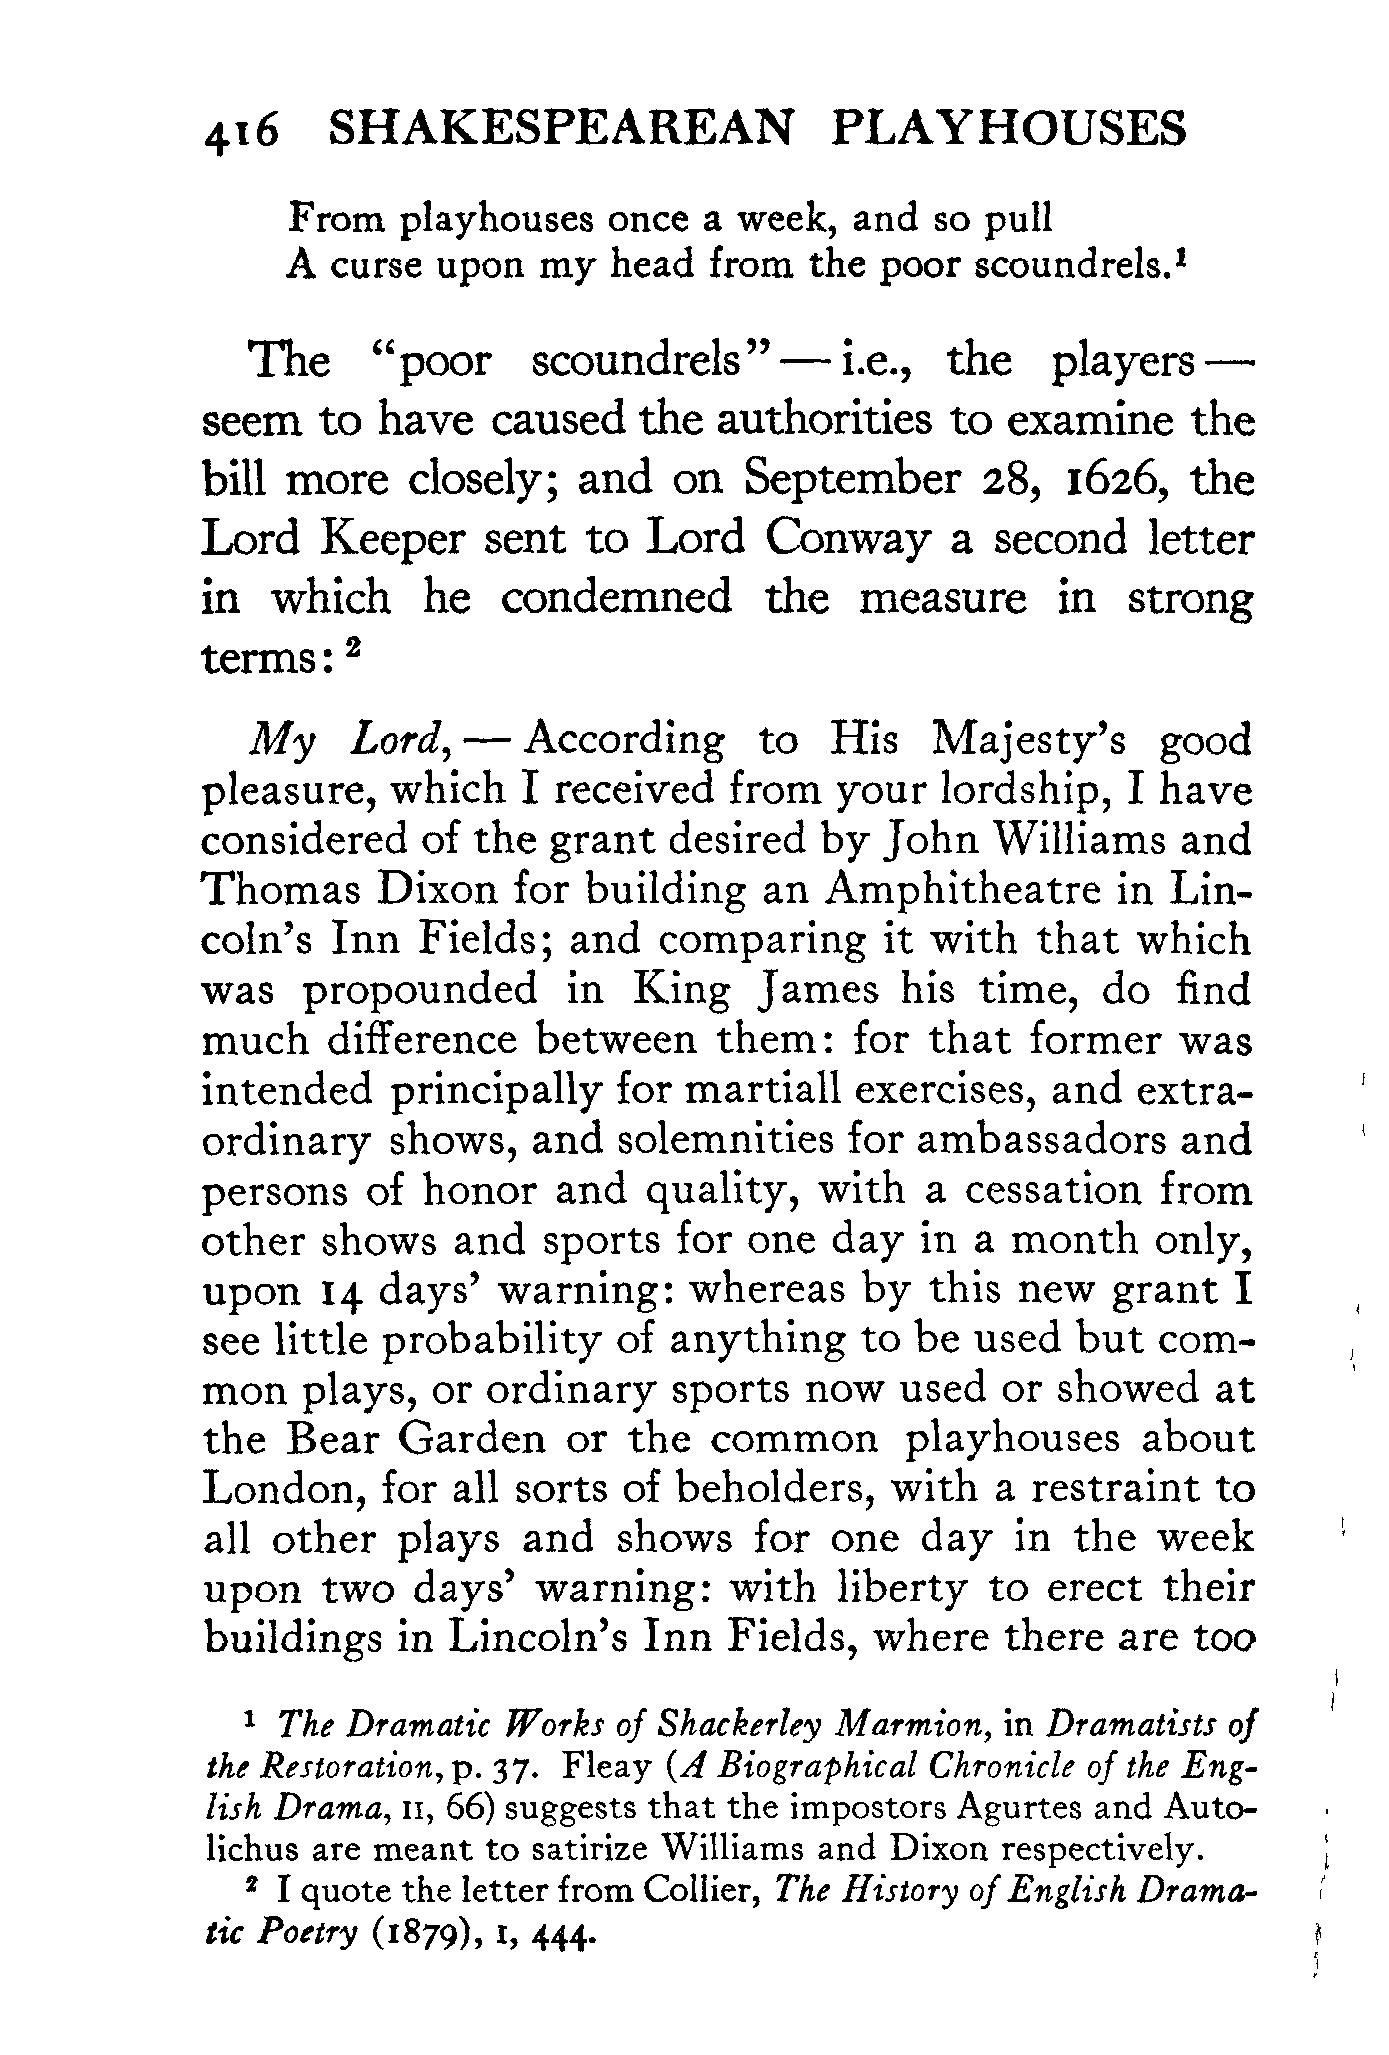 416 SHAKESPEAREAN PLAYHOUSES
From playhouses once a week, and so pull
A curse upon my head from the poor scoundrels.¹
The “poor scoundrels” — i.e., the players —
seem to have caused the authorities to examine the
bill more closely; and on September 28, 1626, the
Lord Keeper sent to Lord Conway a second letter
in which he condemned the measure in strong
terms: ²
My Lord, — According to His Majesty’s good
pleasure, which I received from your lordship, I have
considered of the grant desired by John Williams and
Thomas Dixon for building an Amphitheatre in Lin-
coln’s Inn Fields; and comparing it with that which
was propounded in King James his time, do find
much difference between them: for that former was
intended principally for martiall exercises, and extra-
ordinary shows, and solemnities for ambassadors and
persons of honor and quality, with a cessation from
other shows and sports for one day in a month only,
upon 14 days’ warning: whereas by this new grant I
see little probability of anything to be used but com-
mon plays, or ordinary sports now used or showed at
the Bear Garden or the common playhouses about
London, for all sorts of beholders, with a restraint to
all other plays and shows for one day in the week
upon two days’ warning: with liberty to erect their
buildings in Lincoln’s Inn Fields, where there are too
¹ The Dramatic Works of Shackerley Marmion, in Dramatists of
the Restoration, p. 37. Fleay (A Biographical Chronicle of the Eng-
lish Drama, II, 66) suggests that the impostors Agurtes and Auto-
lichus are meant to satirize Williams and Dixon respectively.
² I quote the letter from Collier, The History of English Drama-
tic Poetry (1879), I, 444.